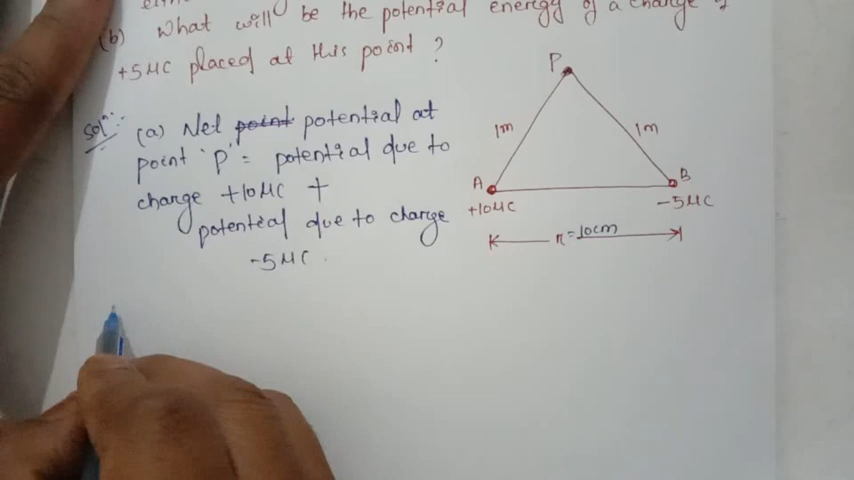 (b) What will be the potential energy of a charge
+5μC placed at this point?
Solⁿ:- (a) Net point potential at
point 'P' = potential due to
charge +10μC +
potential due to charge
-5μC.
P
1m
1m
A
B
+10μC
-5μC
r=10cm